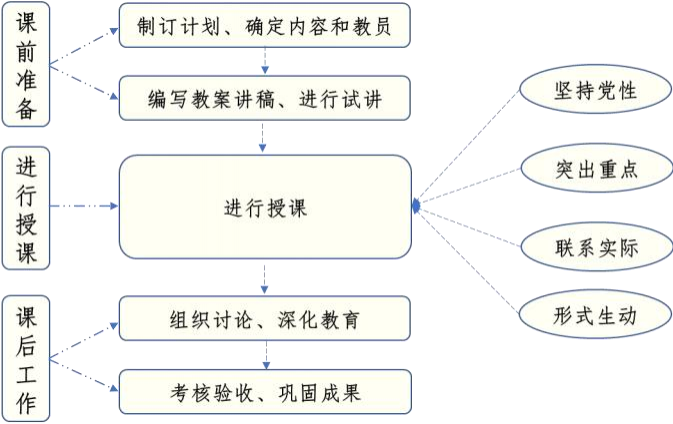 课前准备
制订计划、确定内容和教员
编写教案讲稿、进行试讲
进行授课
进行授课
坚持党性
突出重点
联系实际
形式生动
课后工作
组织讨论、深化教育
考核验收、巩固成果